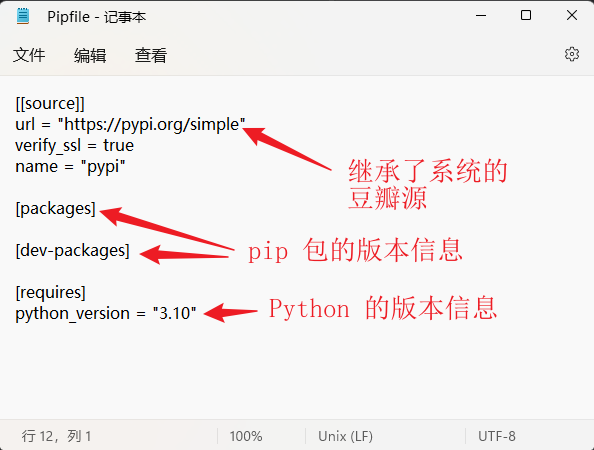 Pipfile - 记事本
文件 编辑 查看
[[source]]
url = "https://pypi.org/simple"
verify_ssl = true
name = "pypi"
继承了系统的
豆瓣源
[packages]
[dev-packages]
pip 包的版本信息
[requires]
python_version = "3.10"
Python 的版本信息
行 12，列 1 100% Unix (LF) UTF-8